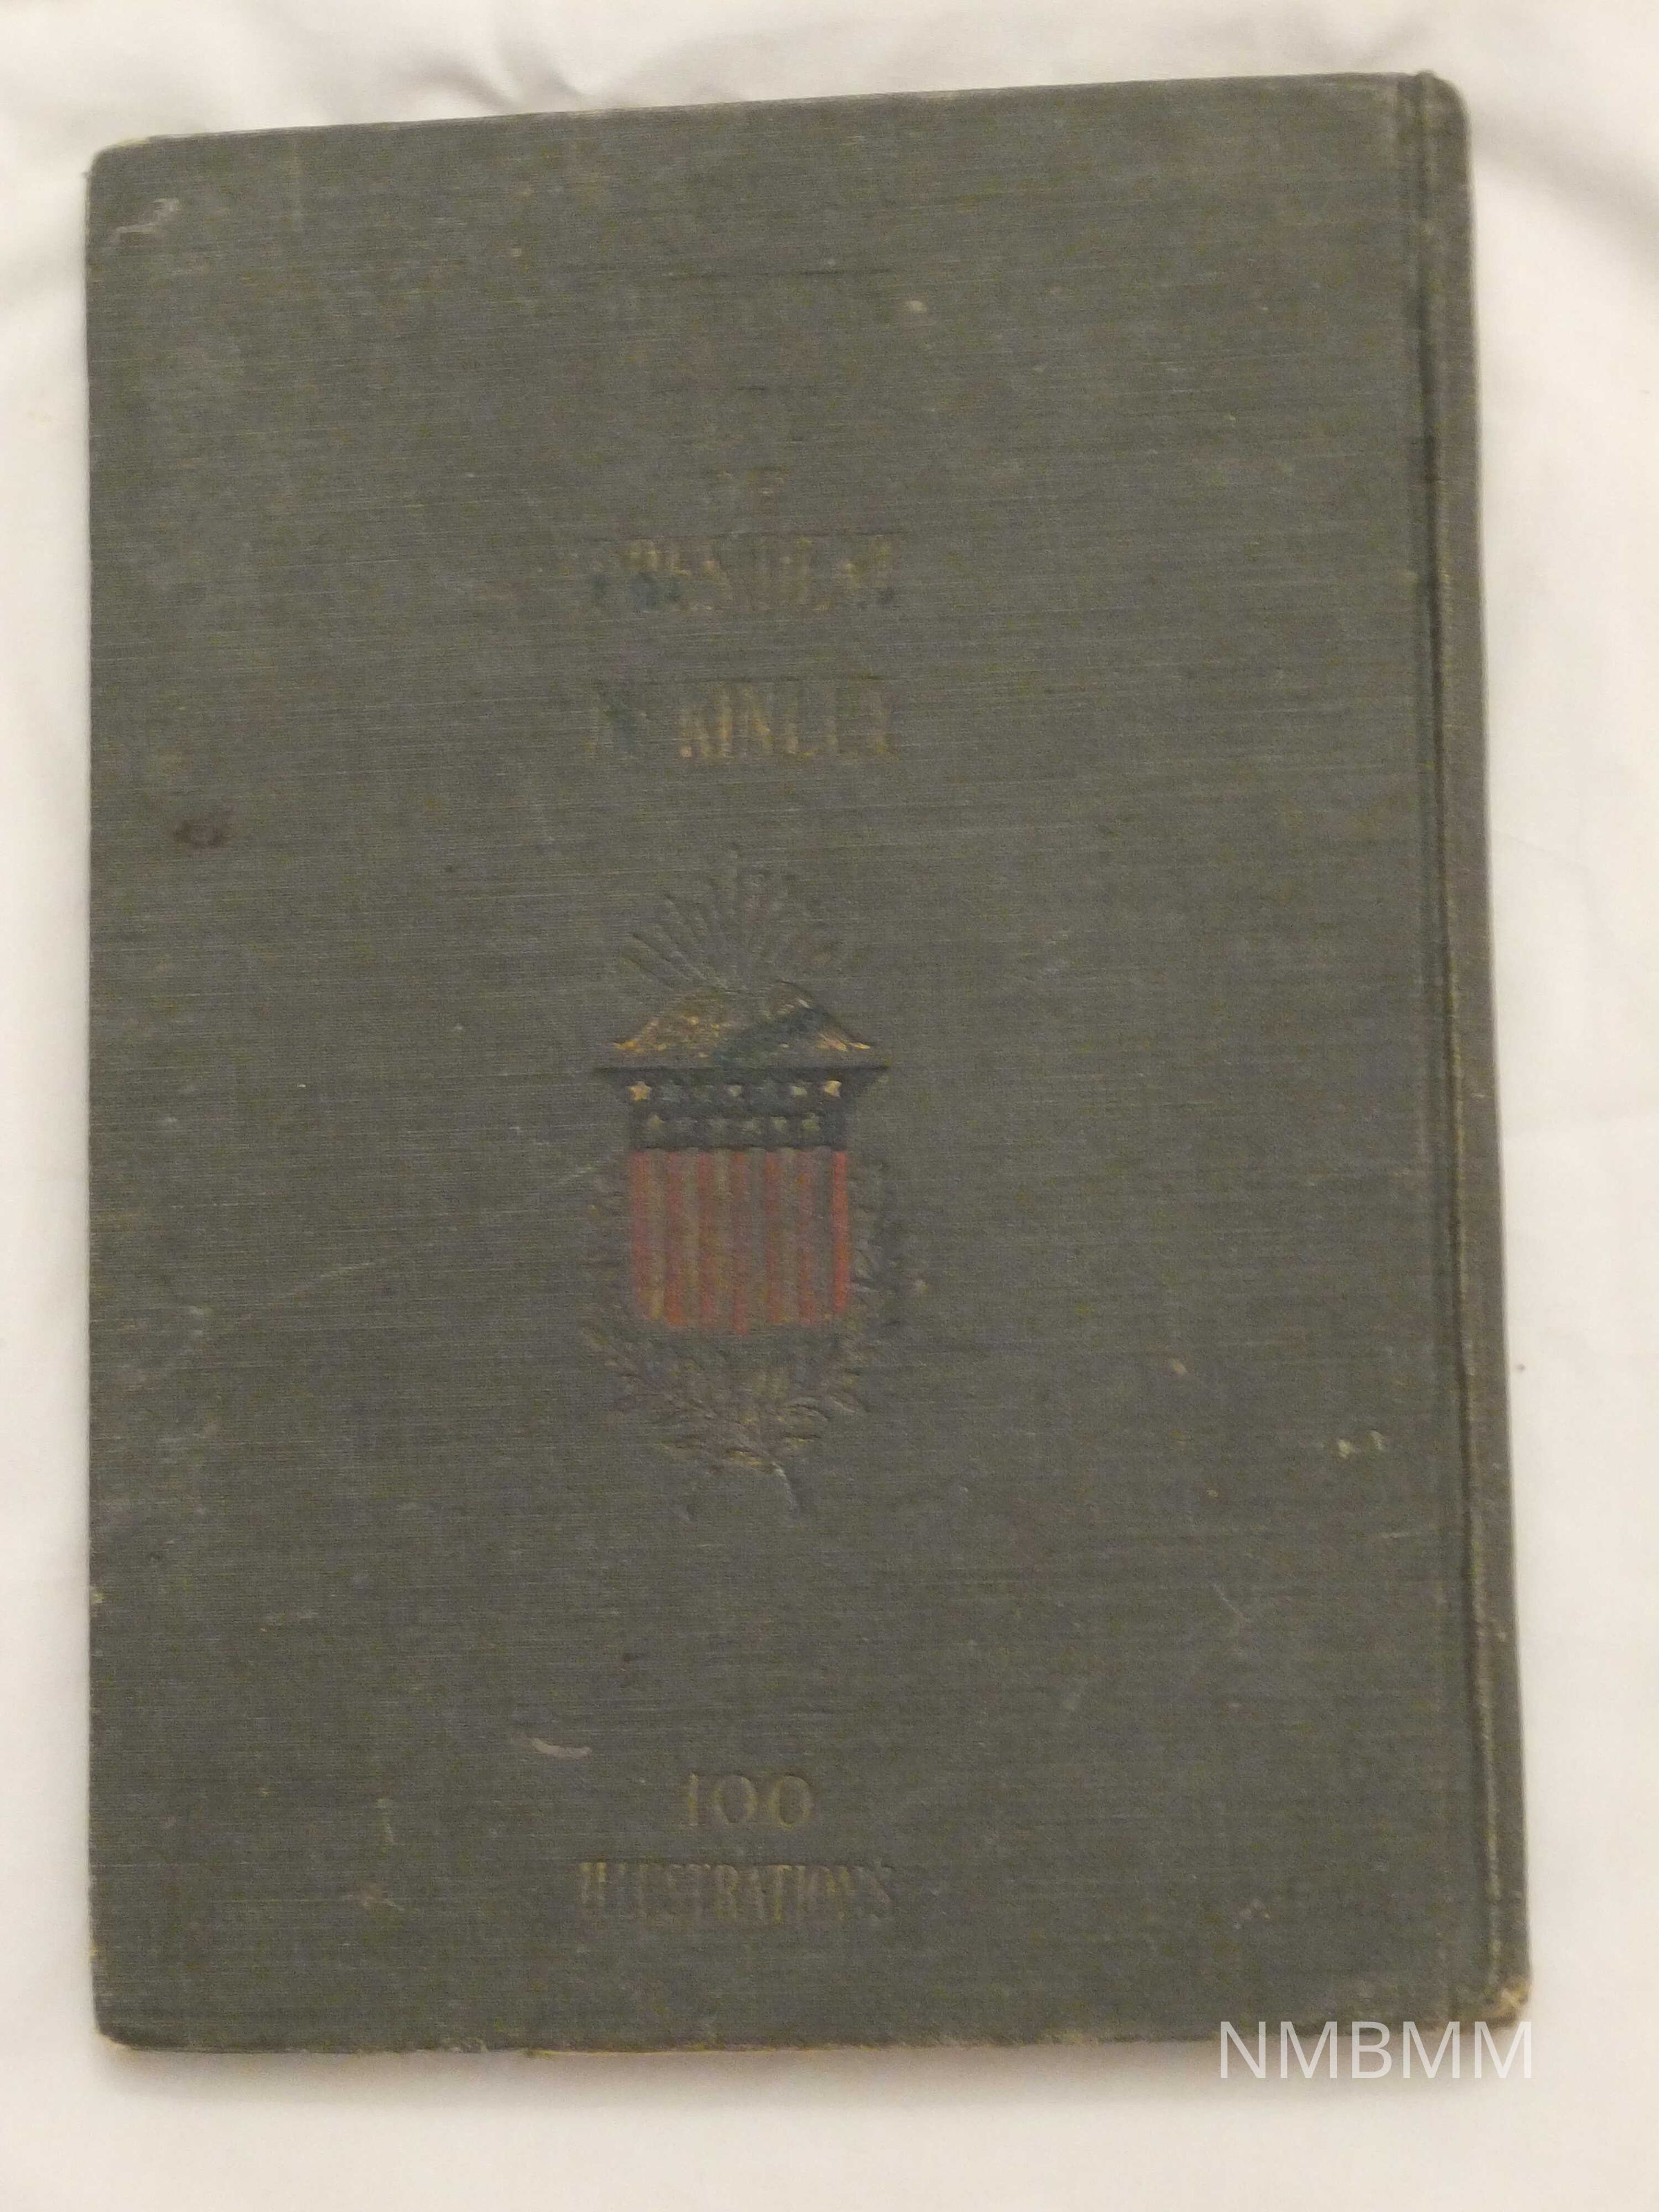 PRESIDENT
MCKINLEY
100
ILLUSTRATIONS
NMBMM